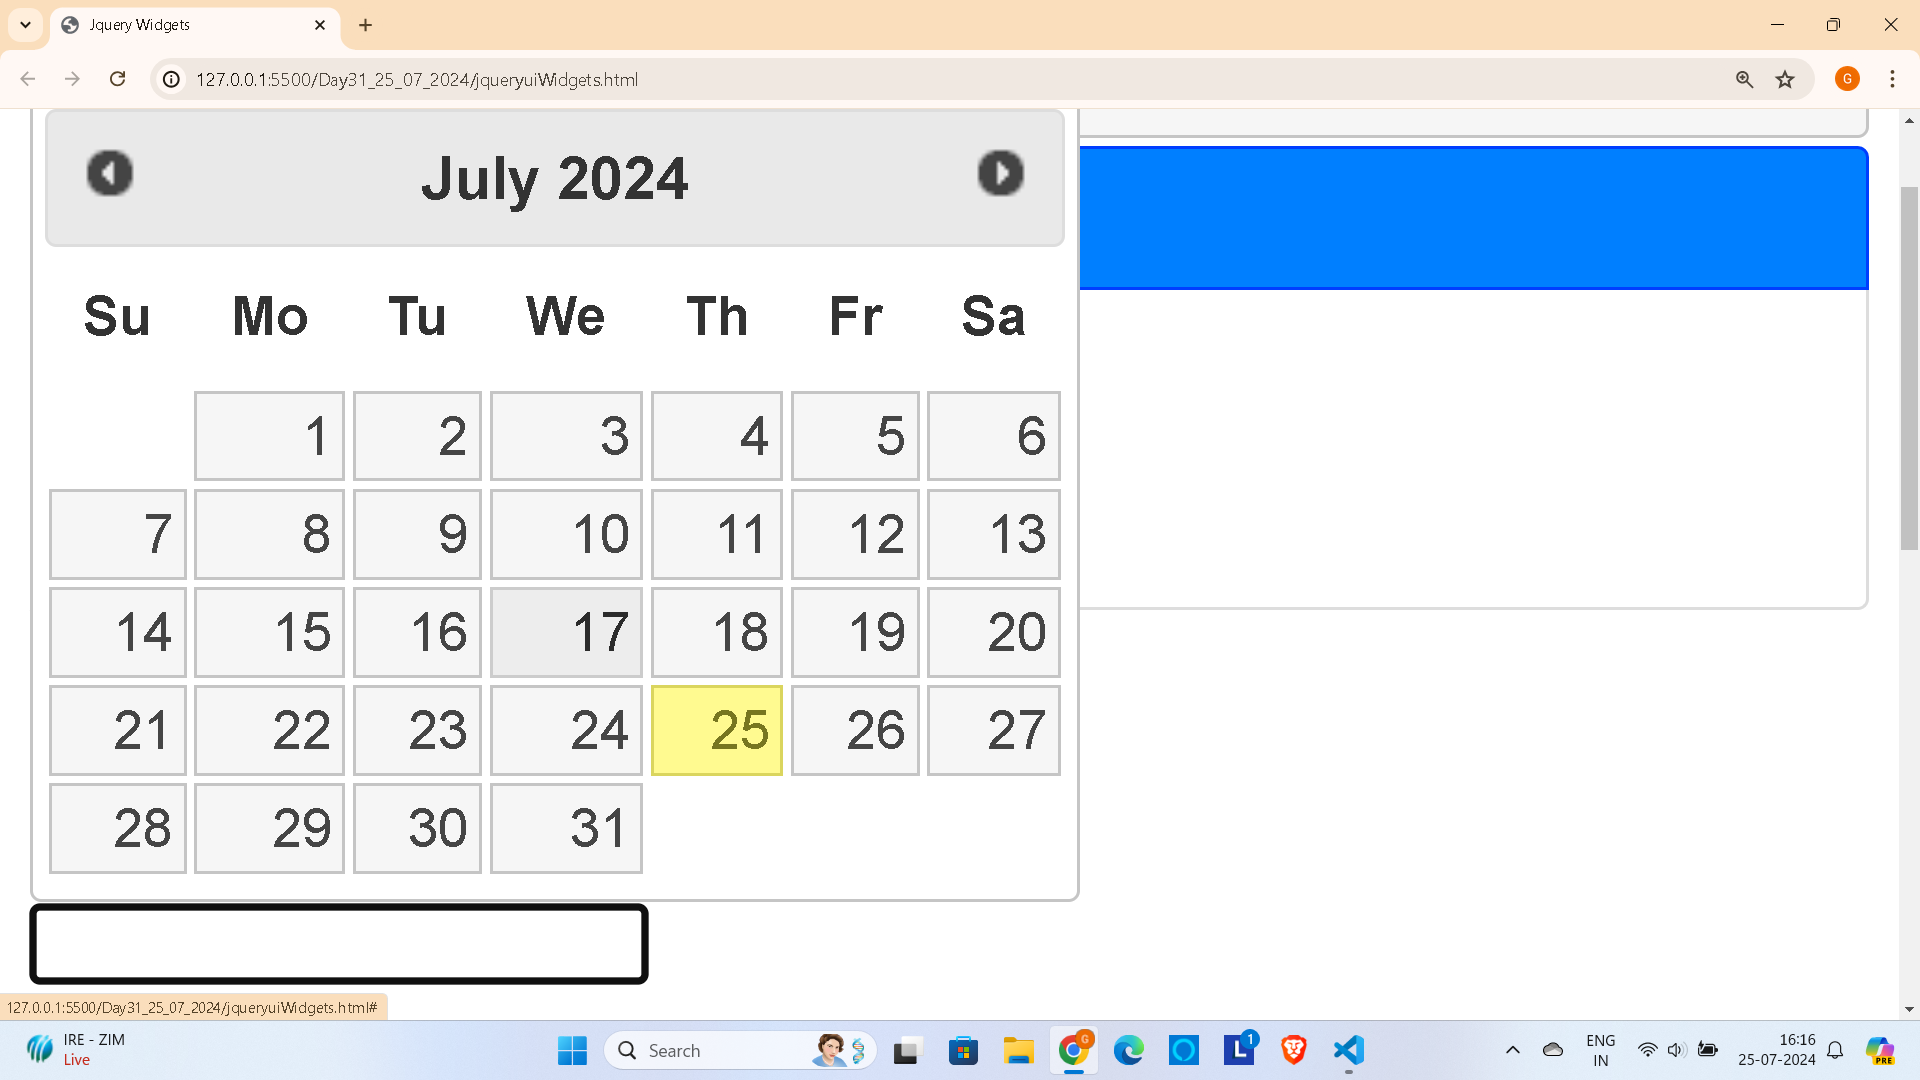 Jquery Widgets
127.0.0.1:5500/Day31_25_07_2024/jqueryuiWidgets.html
G
July 2024
Su Mo Tu We Th Fr Sa
1 2 3 4 5 6
7 8 9 10 11 12 13
14 15 16 17 18 19 20
21 22 23 24 25 26 27
28 29 30 31
127.0.0.1:5500/Day31_25_07_2024/jqueryuiWidgets.html#
IRE - ZIM
Live
Search
G
L
1
ENG
IN
16:16
25-07-2024
PRE